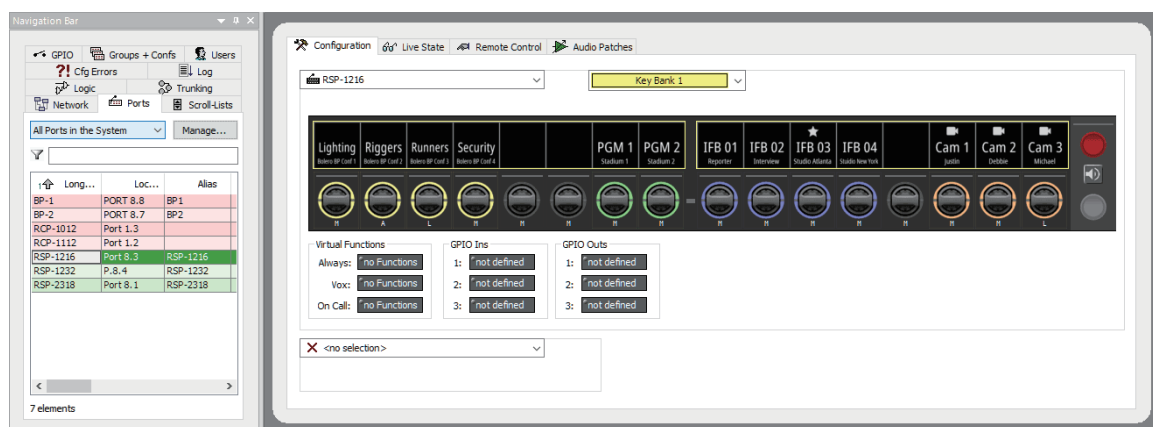 Navigation Bar
GPIO Groups + Confs Users
?! Cfg Errors Log
Logic Trunking
Network Ports Scroll-Lists
All Ports in the System Manage...
1 Long... Loc... Alias
BP-1 PORT 8.8 BP1
BP-2 PORT 8.7 BP2
RCP-1012 Port 1.3
RCP-1112 Port 1.2
RSP-1216 Port 8.3 RSP-1216
RSP-1232 P.8.4 RSP-1232
RSP-2318 Port 8.1 RSP-2318
7 elements
Configuration Live State Remote Control Audio Patches
RSP-1216 Key Bank 1
Lighting Riggers Runners Security PGM 1 PGM 2 IFB 01 IFB 02 IFB 03 IFB 04 Cam 1 Cam 2 Cam 3
Bolero BP Conf 1 Bolero BP Conf 2 Bolero BP Conf 3 Bolero BP Conf 4 Stadium 1 Stadium 2 Reporter Interview Studio Atlanta Studio New York Justin Debbie Michael
M A L M M M M M M M M M M M M L
Virtual Functions GPIO Ins GPIO Outs
Always: no Functions 1: not defined 1: not defined
Vox: no Functions 2: not defined 2: not defined
On Call: no Functions 3: not defined 3: not defined
<no selection>